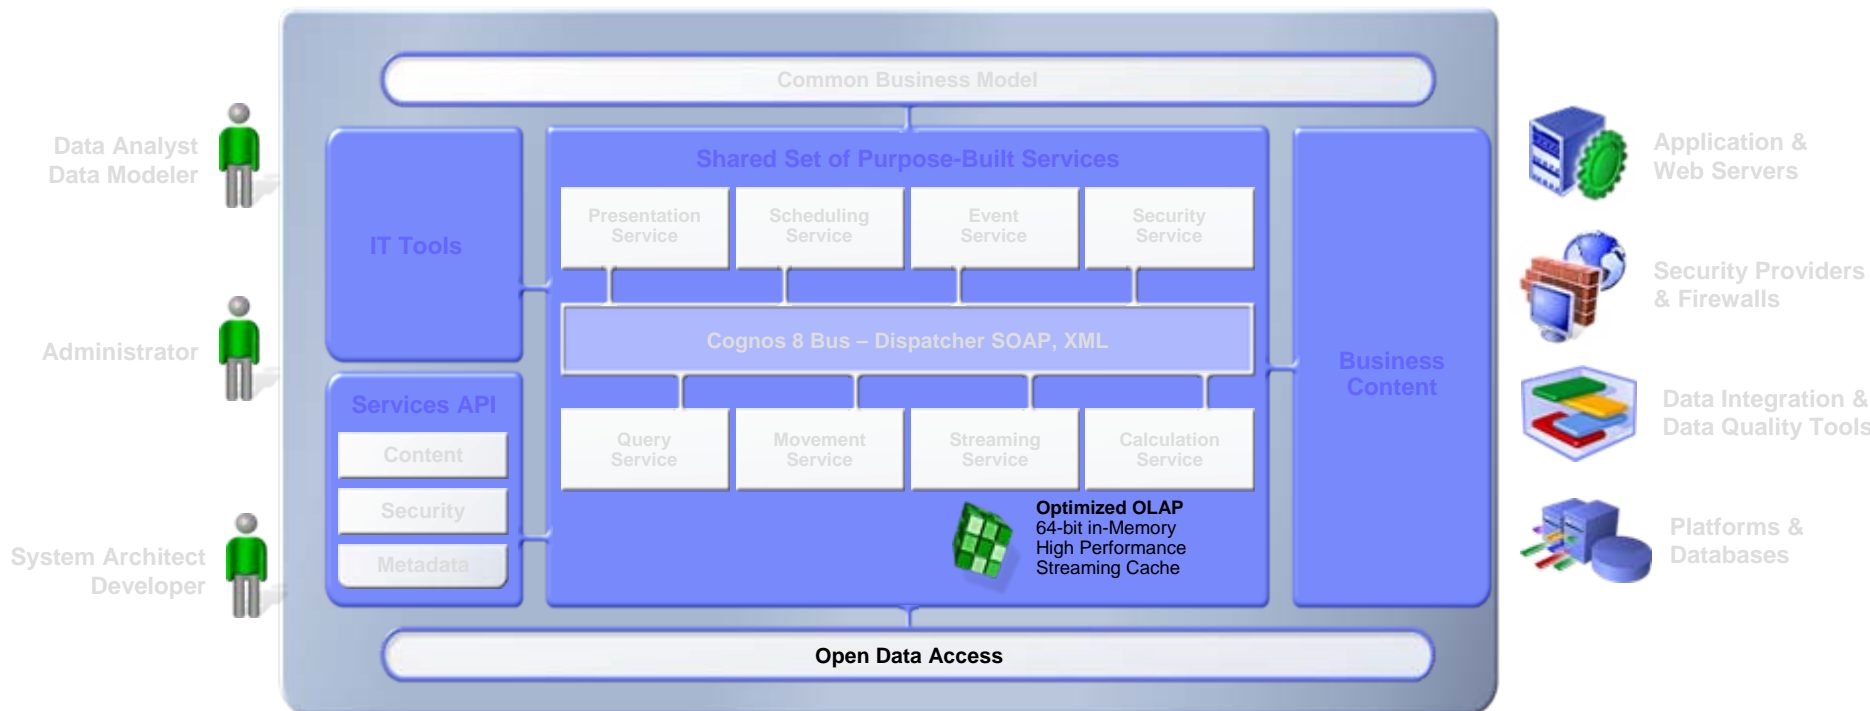 Common Business Model
Data Analyst
Data Modeler
Administrator
System Architect
Developer
IT Tools
Services API
Content
Security
Metadata
Shared Set of Purpose-Built Services
Presentation
Service
Scheduling
Service
Event
Service
Security
Service
Cognos 8 Bus – Dispatcher SOAP, XML
Query
Service
Movement
Service
Streaming
Service
Calculation
Service
Optimized OLAP
64-bit in-Memory
High Performance
Streaming Cache
Business
Content
Application &
Web Servers
Security Providers
& Firewalls
Data Integration &
Data Quality Tools
Platforms &
Databases
Open Data Access